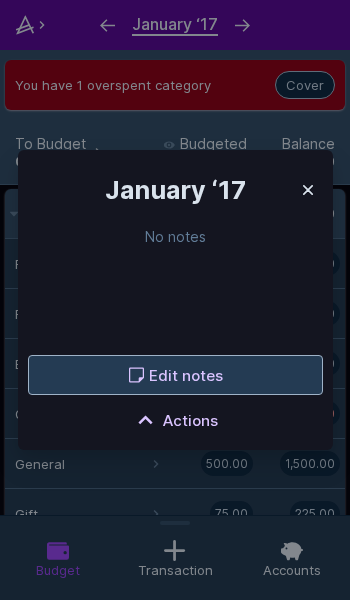 January ‘17
You have 1 overspent category
Cover
To Budget Budgeted Balance
January ‘17
No notes
Edit notes
Actions
General 500.00 1,500.00
Gift 75.00 225.00
Budget Transaction Accounts